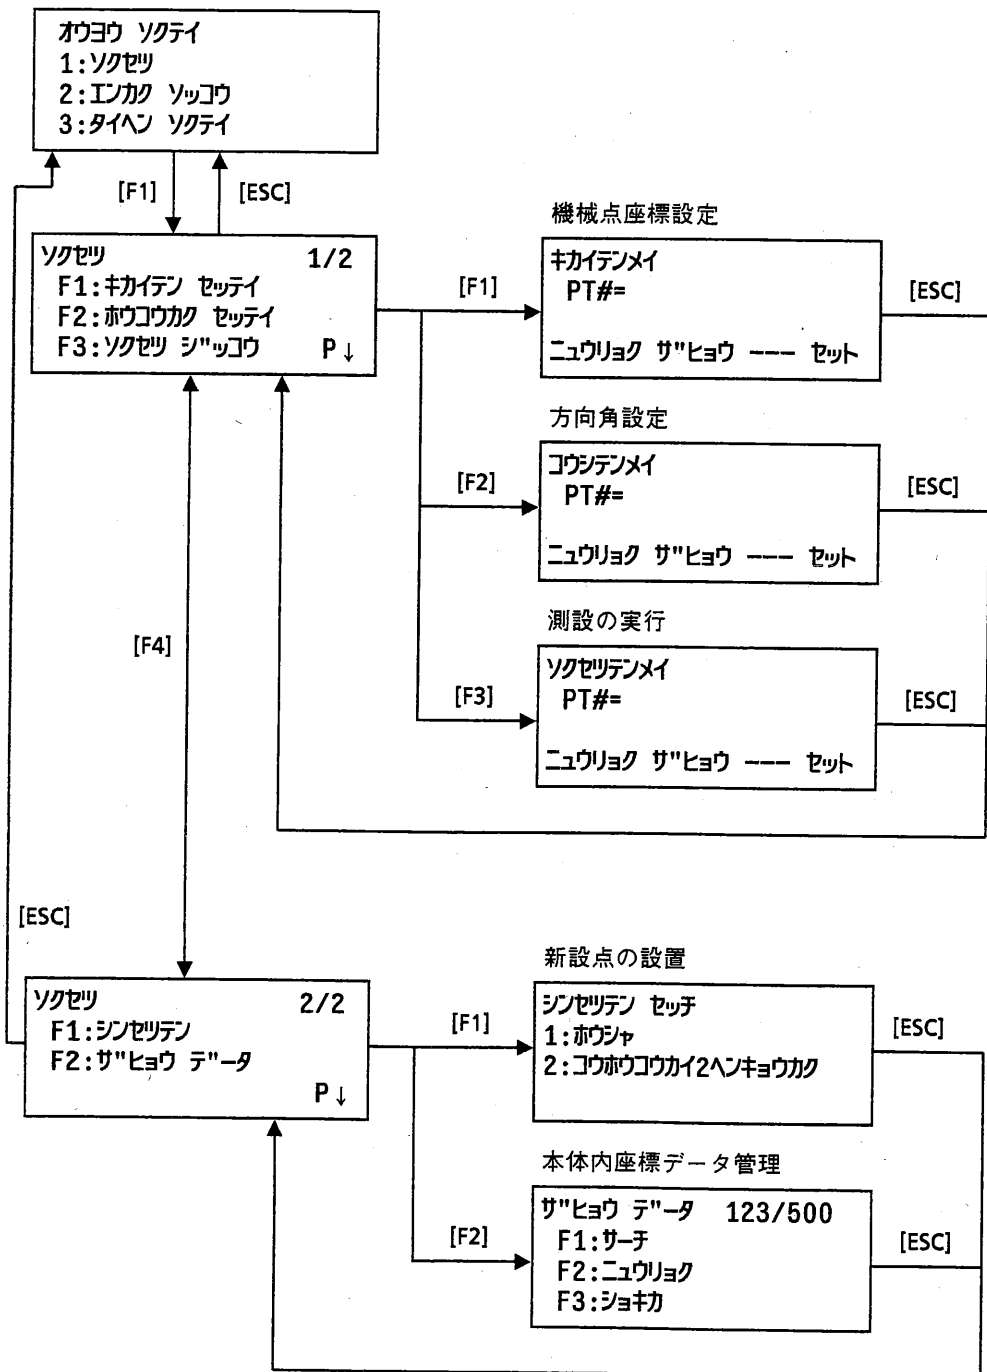 オウヨウ ソクテイ
1:ソクセツ
2:エンカク ソッコウ
3:タイヘン ソクテイ
[F1]
[ESC]
機械点座標設定
ソクセツ 1/2
F1:キカイテン セッテイ
F2:ホウコウカク セッテイ
F3:ソクセツ シ"ッコウ P↓
[F1]
キカイテンメイ
PT#=
ニュウリョク サ"ヒョウ --- セット
[ESC]
方向角設定
[F2]
コウシテンメイ
PT#=
ニュウリョク サ"ヒョウ --- セット
[ESC]
測設の実行
[F4]
[F3]
ソクセツテンメイ
PT#=
ニュウリョク サ"ヒョウ --- セット
[ESC]
[ESC]
新設点の設置
ソクセツ 2/2
F1:シンセツテン
F2:サ"ヒョウ テ"ータ
P↓
[F1]
シンセツテン セッチ
1:ホウシャ
2:コウホウコウカイ2ヘンキョウカク
[ESC]
本体内座標データ管理
[F2]
サ"ヒョウ テ"ータ 123/500
F1:サーチ
F2:ニュウリョク
F3:ショキカ
[ESC]